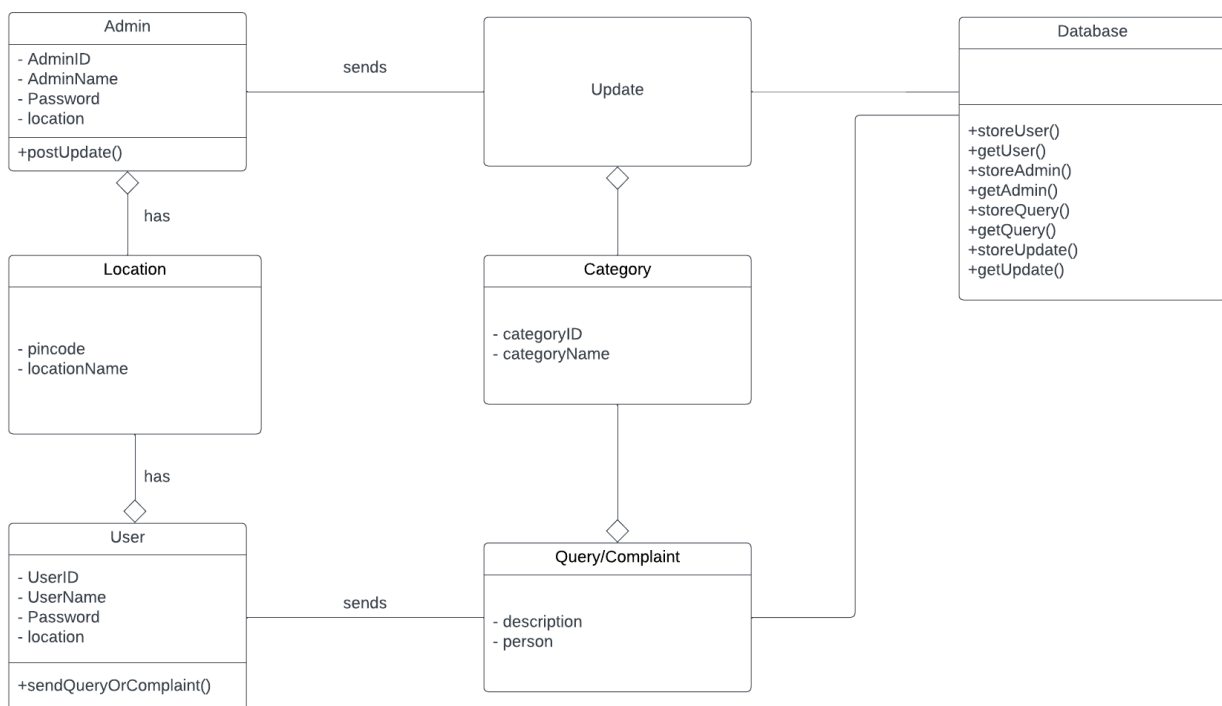 Admin
- AdminID
- AdminName
- Password
- location
+postUpdate()
sends
Update
Database
+storeUser()
+getUser()
+storeAdmin()
+getAdmin()
+storeQuery()
+getQuery()
+storeUpdate()
+getUpdate()
has
Location
- pincode
- locationName
Category
- categoryID
- categoryName
has
User
- UserID
- UserName
- Password
- location
+sendQueryOrComplaint()
sends
Query/Complaint
- description
- person